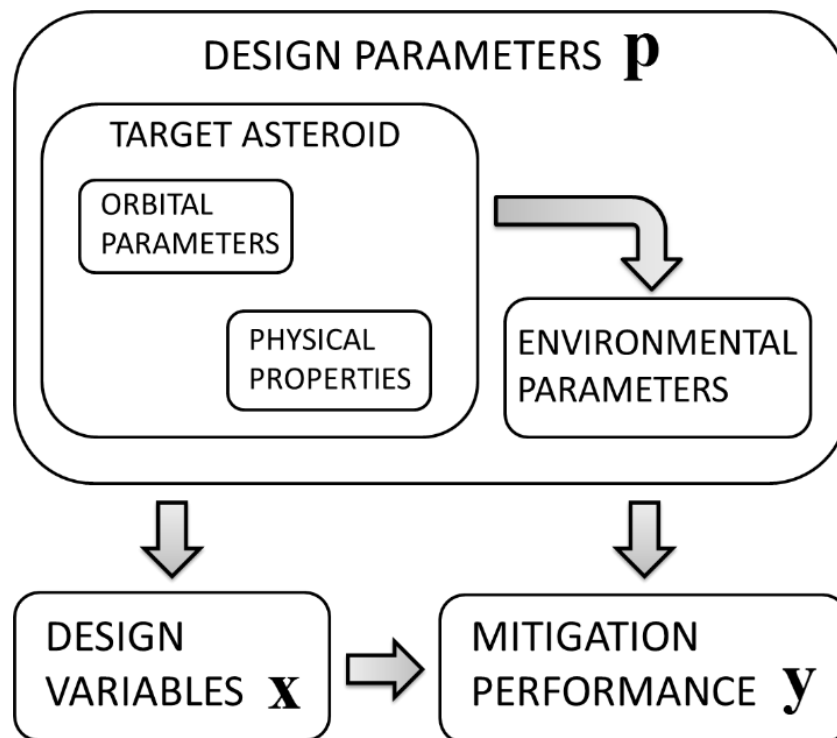 DESIGN PARAMETERS p
TARGET ASTEROID
ORBITAL
PARAMETERS
PHYSICAL
PROPERTIES
ENVIRONMENTAL
PARAMETERS
DESIGN
VARIABLES x
MITIGATION
PERFORMANCE y